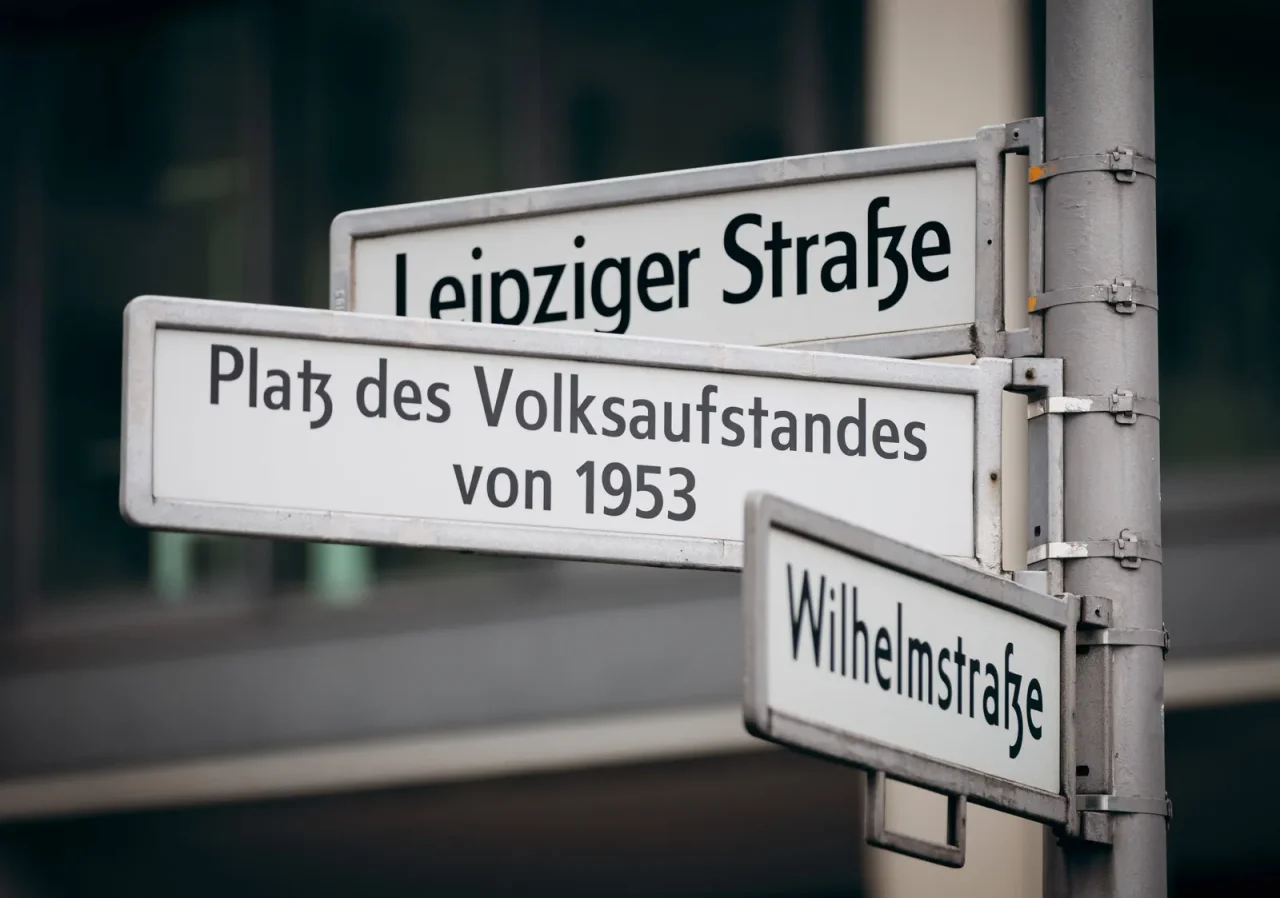 Leipziger Straße
Platz des Volksaufstandes
von 1953
Wilhelmstraße